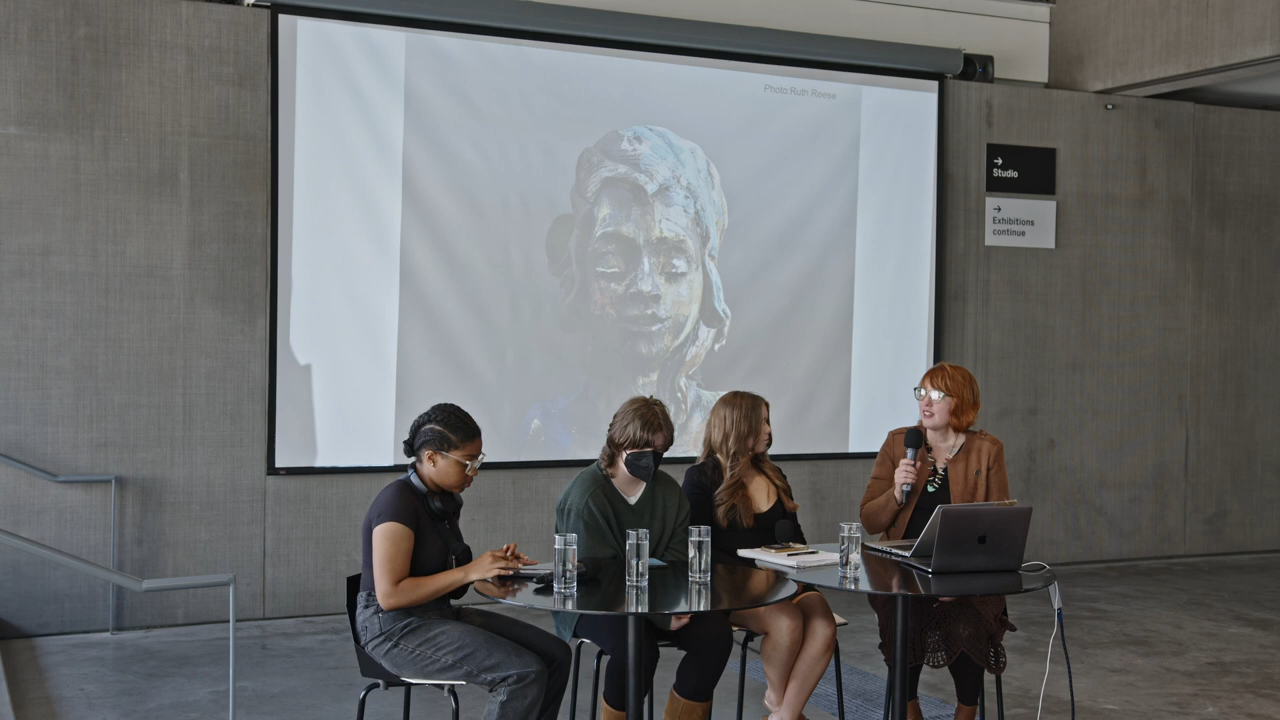 Photo:Ruth Reese
→
Studio
→
Exhibitions
continue